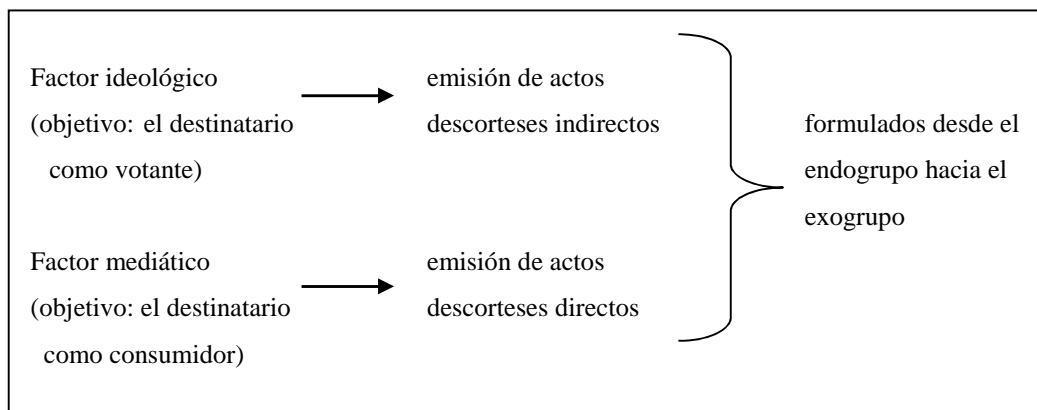 Factor ideológico
(objetivo: el destinatario
como votante)
emisión de actos
descorteses indirectos
Factor mediático
(objetivo: el destinatario
como consumidor)
emisión de actos
descorteses directos
formulados desde el
endogrupo hacia el
exogrupo